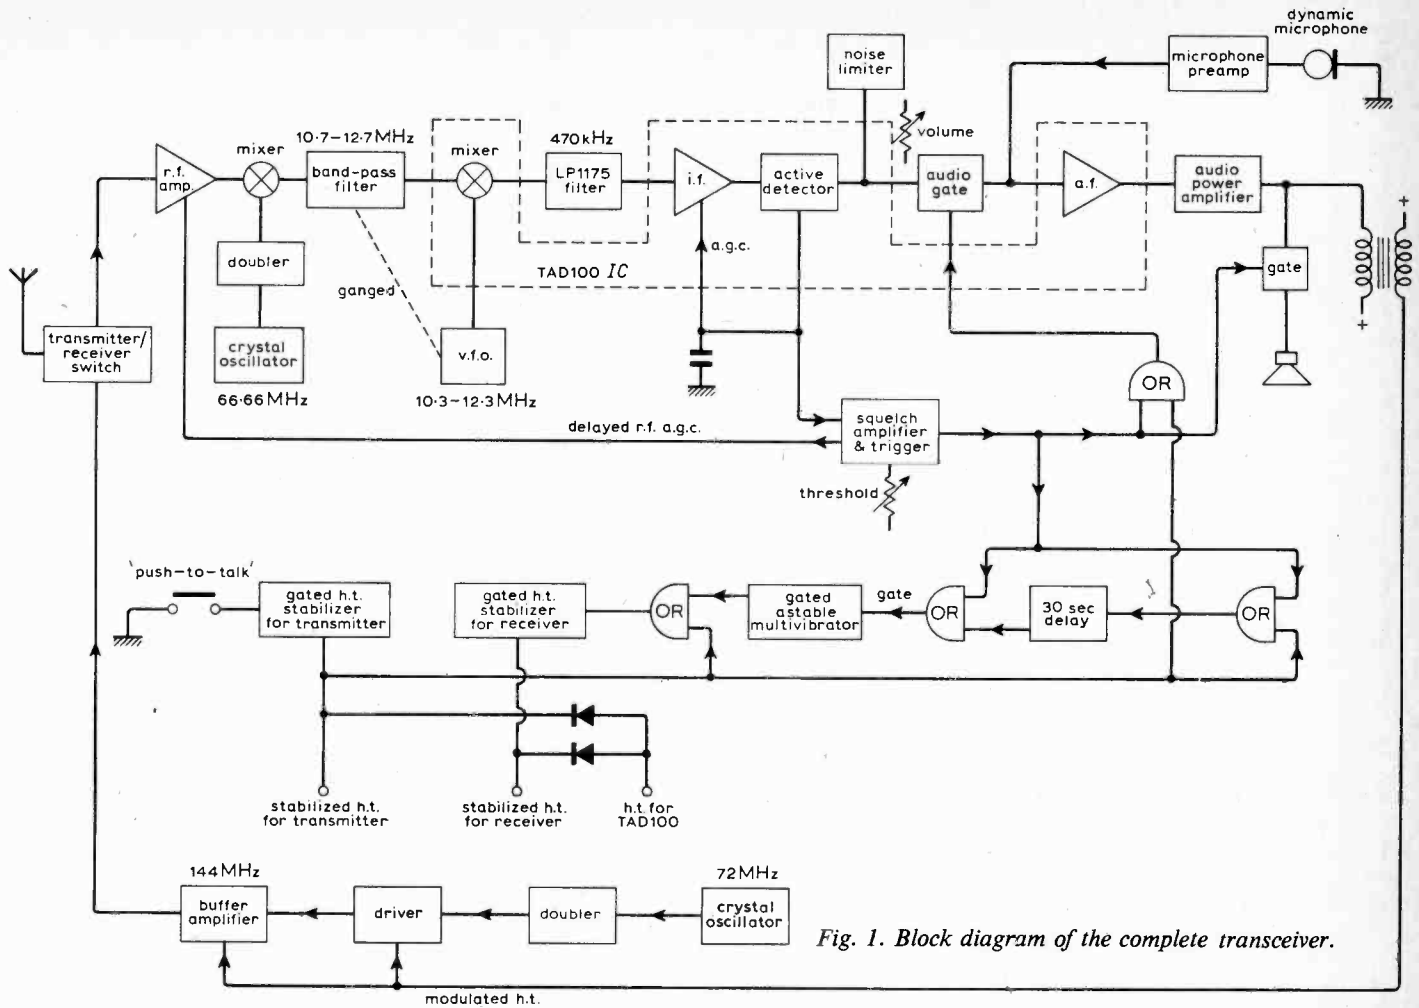 dynamic
microphone
noise
limiter
microphone
preamp
volume
10·7–12·7MHz
470kHz
mixer
mixer
r.f.
amp.
band-pass
filter
LP1175
filter
i.f.
active
detector
audio
gate
a.f.
audio
power
amplifier
+
a.g.c.
doubler
TAD100 IC
gate
ganged
+
transmitter/
receiver
switch
crystal
oscillator
v.f.o.
66·66MHz
10·3–12·3MHz
OR
delayed r.f. a.g.c.
squelch
amplifier
& trigger
threshold
'push-to-talk'
gated h.t.
stabilizer
for transmitter
gated h.t.
stabilizer
for receiver
OR
gated
astable
multivibrator
gate
OR
30 sec
delay
OR
stabilized h.t.
for transmitter
stabilized h.t.
for receiver
h.t. for
TAD100
144MHz
72MHz
buffer
amplifier
driver
doubler
crystal
oscillator
Fig. 1. Block diagram of the complete transceiver.
modulated h.t.